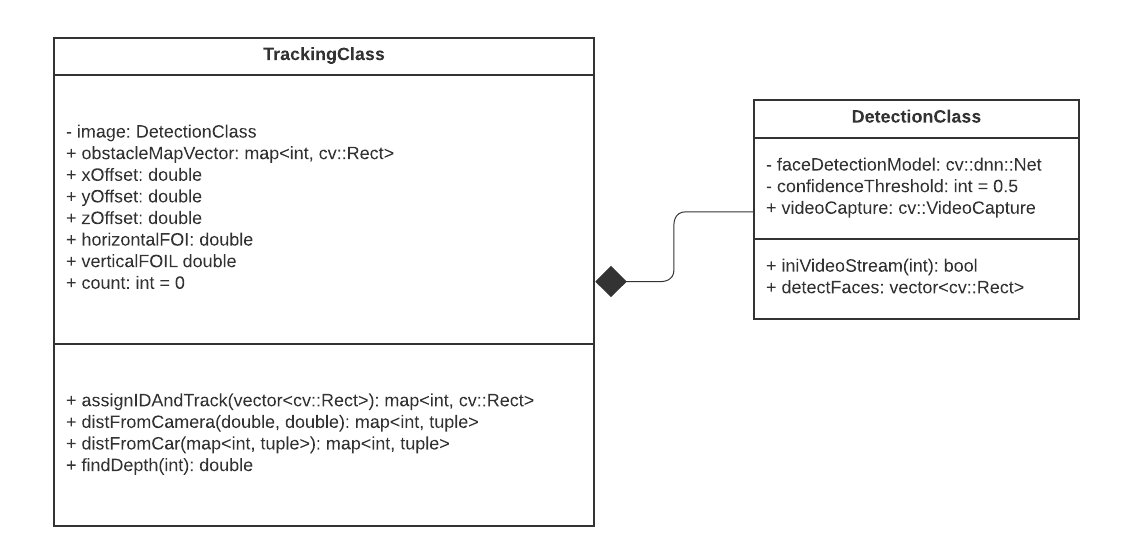 TrackingClass
- image: DetectionClass
+ obstacleMapVector: map<int, cv::Rect>
+ xOffset: double
+ yOffset: double
+ zOffset: double
+ horizontalFOI: double
+ verticalFOIL double
+ count: int = 0
+ assignIDAndTrack(vector<cv::Rect>): map<int, cv::Rect>
+ distFromCamera(double, double): map<int, tuple>
+ distFromCar(map<int, tuple>): map<int, tuple>
+ findDepth(int): double
DetectionClass
- faceDetectionModel: cv::dnn::Net
- confidenceThreshold: int = 0.5
+ videoCapture: cv::VideoCapture
+ iniVideoStream(int): bool
+ detectFaces: vector<cv::Rect>